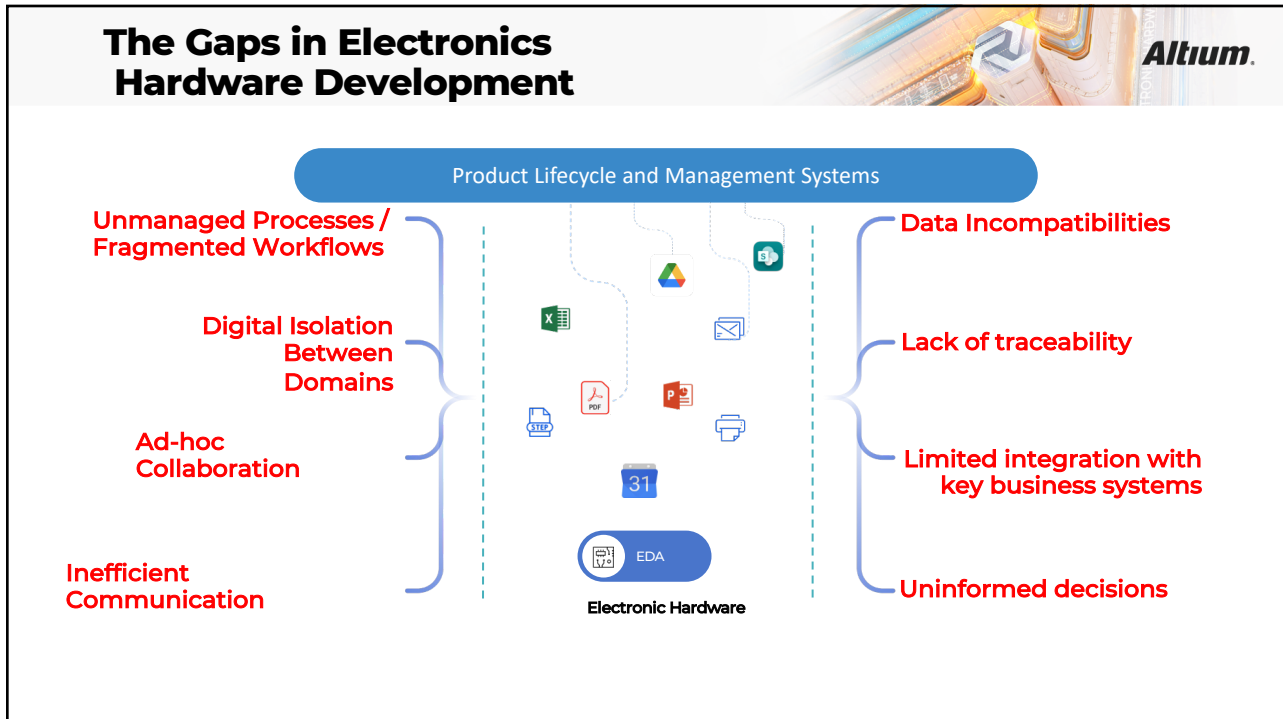 The Gaps in Electronics
Hardware Development
Altium.
Product Lifecycle and Management Systems
Unmanaged Processes /
Fragmented Workflows
Digital Isolation
Between
Domains
Ad-hoc
Collaboration
Inefficient
Communication
S
X
PDF
P
STEP
31
EDA
Electronic Hardware
Data Incompatibilities
Lack of traceability
Limited integration with
key business systems
Uninformed decisions